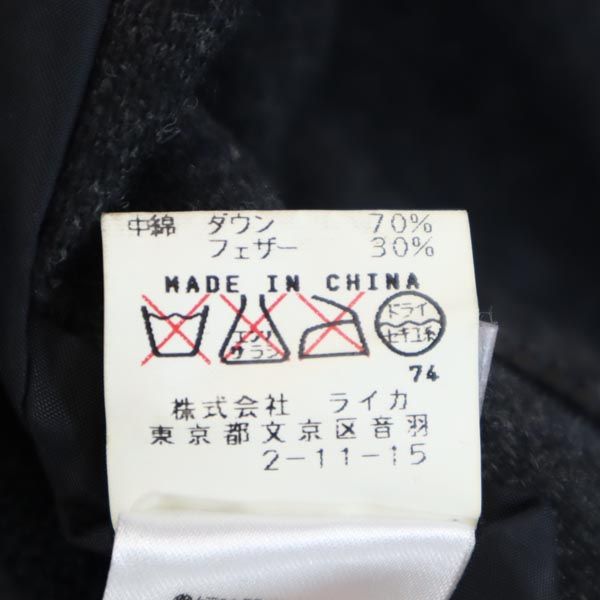 中綿 ダウン 70%
フェザー 30%
MADE IN CHINA
エンソ サラシ ドライ セキユ系
74
株式会社 ライカ
東京都文京区音羽
2-11-15